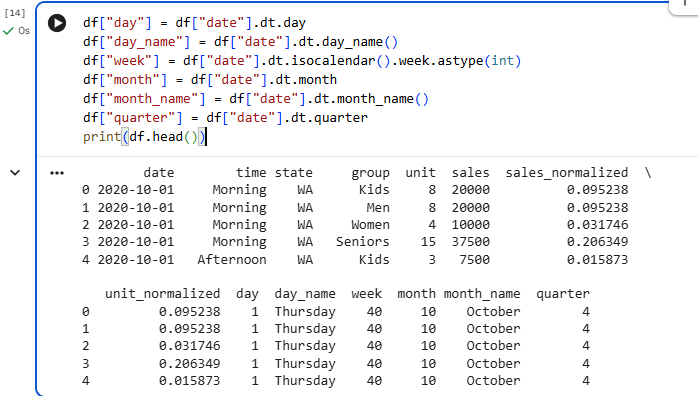 [14]
0s
df["day"] = df["date"].dt.day
df["day_name"] = df["date"].dt.day_name()
df["week"] = df["date"].dt.isocalendar().week.astype(int)
df["month"] = df["date"].dt.month
df["month_name"] = df["date"].dt.month_name()
df["quarter"] = df["date"].dt.quarter
print(df.head())
date time state group unit sales sales_normalized \
0 2020-10-01 Morning WA Kids 8 20000 0.095238
1 2020-10-01 Morning WA Men 8 20000 0.095238
2 2020-10-01 Morning WA Women 4 10000 0.031746
3 2020-10-01 Morning WA Seniors 15 37500 0.206349
4 2020-10-01 Afternoon WA Kids 3 7500 0.015873
unit_normalized day day_name week month month_name quarter
0 0.095238 1 Thursday 40 10 October 4
1 0.095238 1 Thursday 40 10 October 4
2 0.031746 1 Thursday 40 10 October 4
3 0.206349 1 Thursday 40 10 October 4
4 0.015873 1 Thursday 40 10 October 4